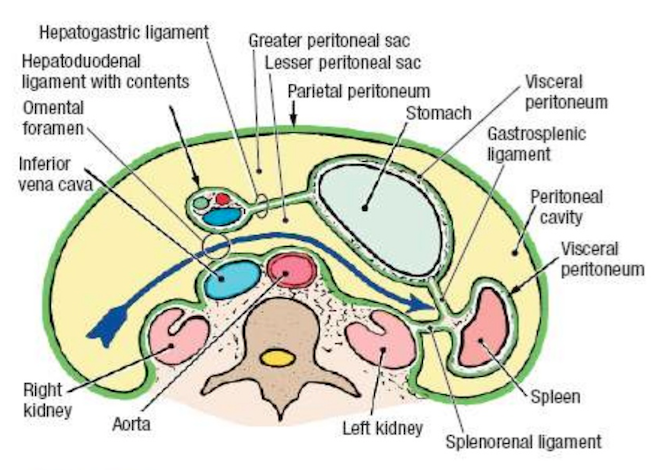 Hepatogastric ligament
Greater peritoneal sac
Lesser peritoneal sac
Hepatoduodenal
ligament with contents
Parietal peritoneum
Visceral
peritoneum
Omental
foramen
Stomach
Gastrosplenic
ligament
Inferior
vena cava
Peritoneal
cavity
Visceral
peritoneum
Right
kidney
Aorta
Left kidney
Spleen
Splenorenal ligament